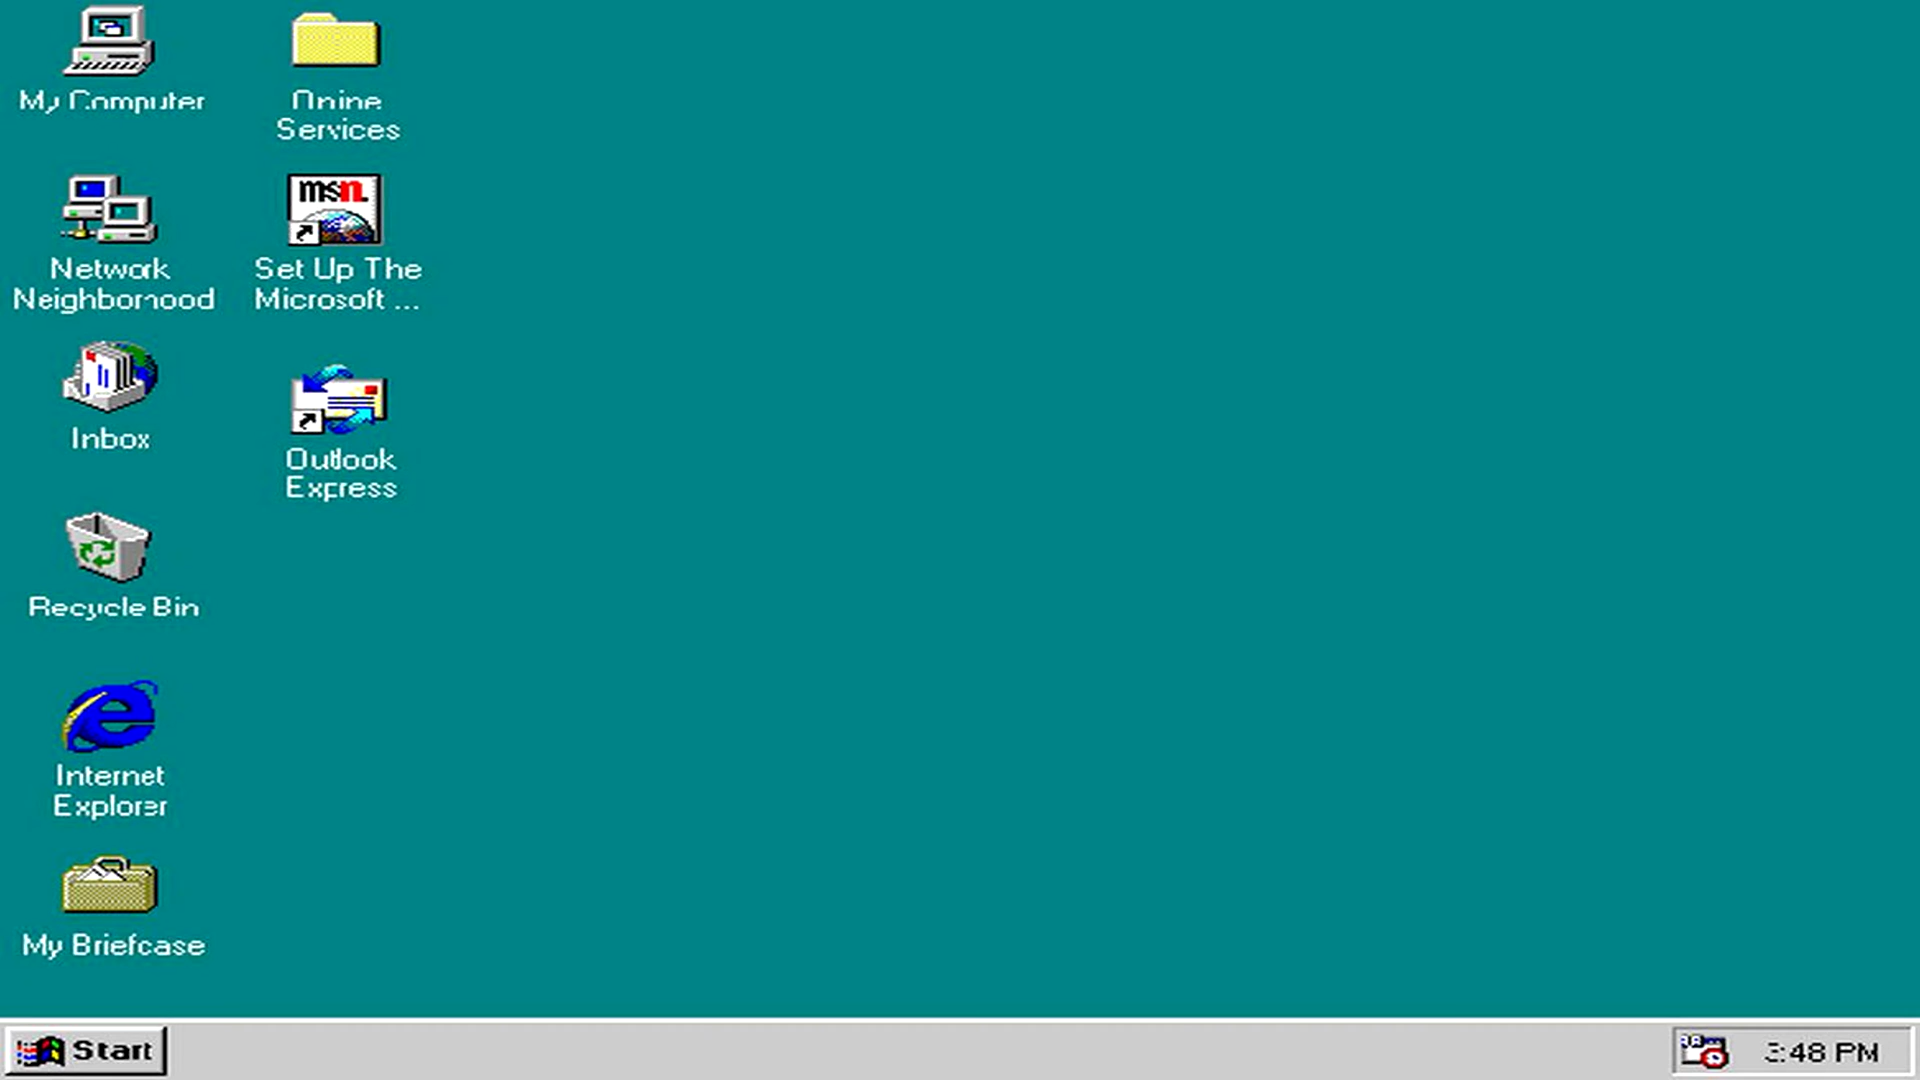 My Computer
Online
Services
Network
Neighborhood
msn.
Set Up The
Microsoft ...
Inbox
Outlook
Express
Recycle Bin
Internet
Explorer
My Briefcase
Start
3:48 PM